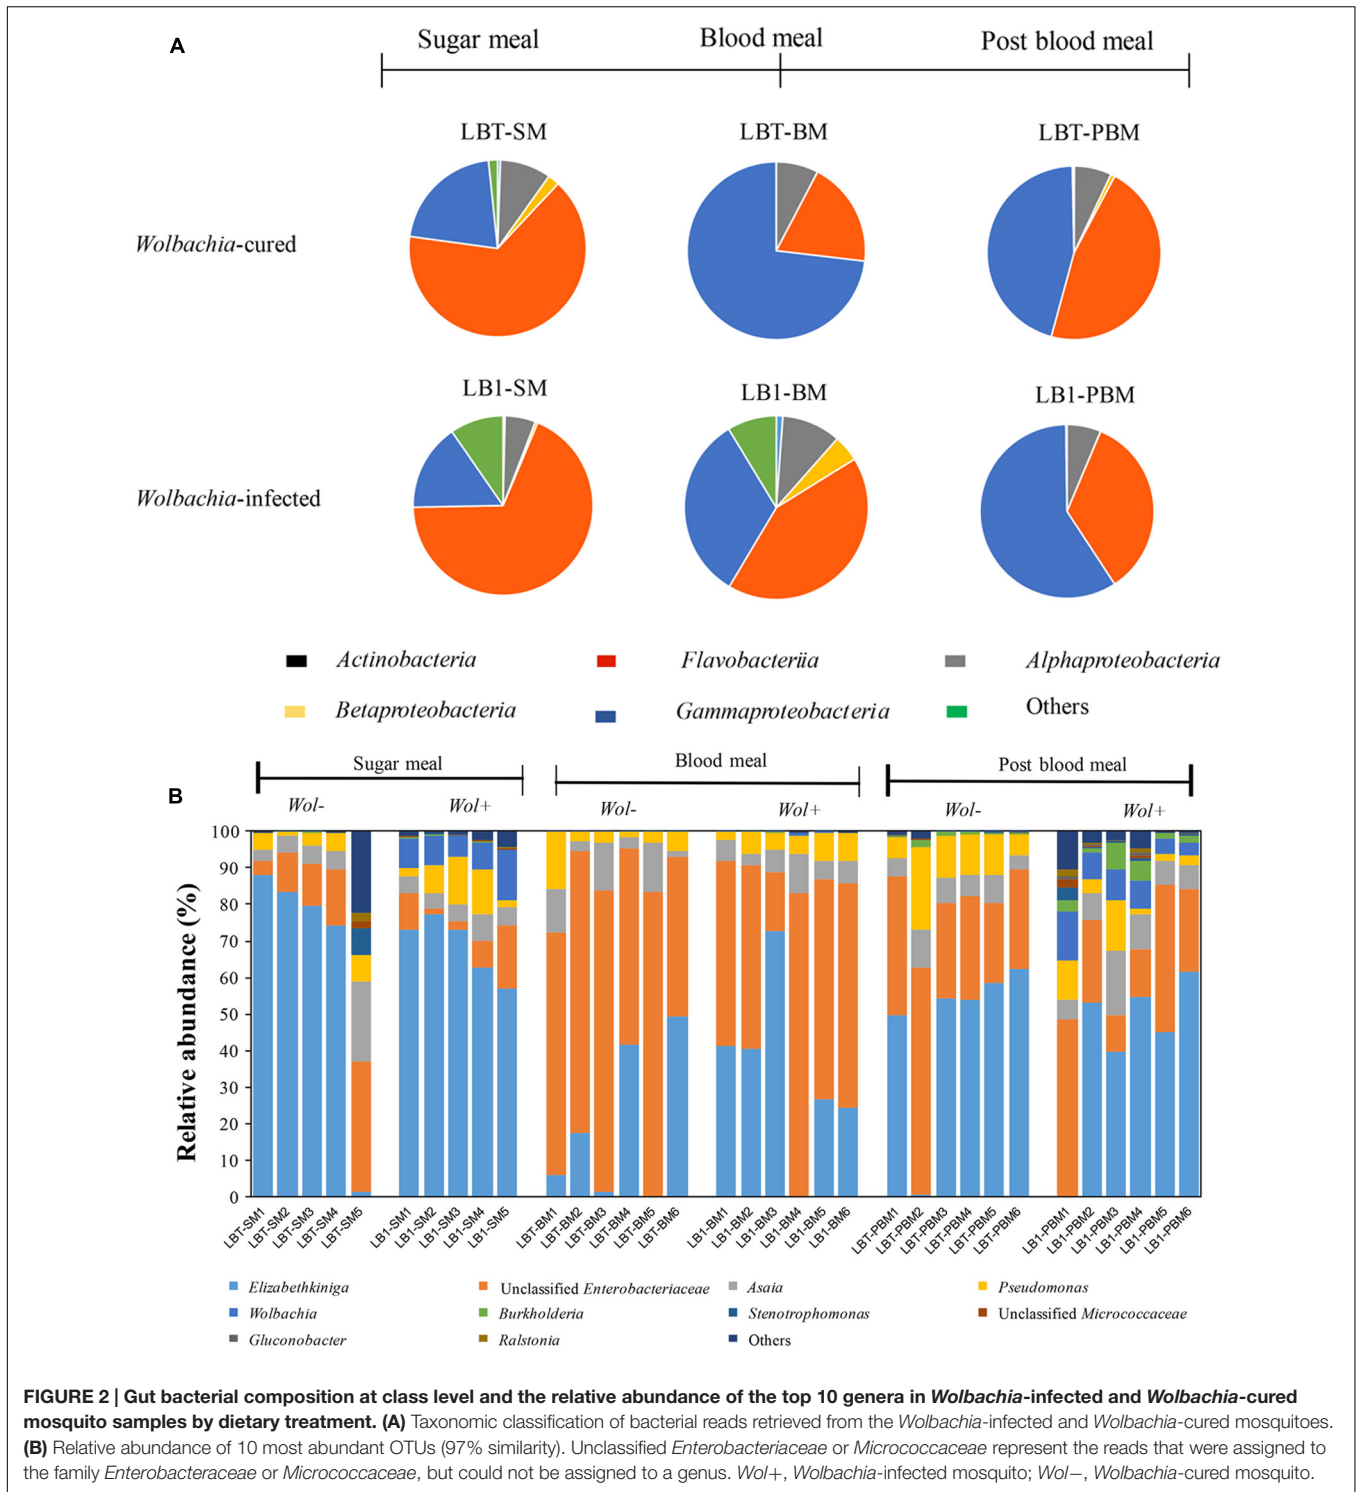 A
Sugar meal
Blood meal
Post blood meal
LBT-SM
LBT-BM
LBT-PBM
Wolbachia-cured
LB1-SM
LB1-BM
LB1-PBM
Wolbachia-infected
Actinobacteria
Flavobacteriia
Alphaproteobacteria
Betaproteobacteria
Gammaproteobacteria
Others
B
Sugar meal
Blood meal
Post blood meal
Wol-
Wol+
Wol-
Wol+
Wol-
Wol+
Relative abundance (%)
100
90
80
70
60
50
40
30
20
10
0
LBT-SM1
LBT-SM2
LBT-SM3
LBT-SM4
LBT-SM5
LB1-SM1
LB1-SM2
LB1-SM3
LB1-SM4
LB1-SM5
LBT-BM1
LBT-BM2
LBT-BM3
LBT-BM4
LBT-BM5
LBT-BM6
LB1-BM1
LB1-BM2
LB1-BM3
LB1-BM4
LB1-BM5
LB1-BM6
LBT-PBM1
LBT-PBM2
LBT-PBM3
LBT-PBM4
LBT-PBM5
LBT-PBM6
LB1-PBM1
LB1-PBM2
LB1-PBM3
LB1-PBM4
LB1-PBM5
LB1-PBM6
Elizabethkiniga
Unclassified Enterobacteriaceae
Asaia
Pseudomonas
Wolbachia
Burkholderia
Stenotrophomonas
Unclassified Micrococcaceae
Gluconobacter
Ralstonia
Others
FIGURE 2 | Gut bacterial composition at class level and the relative abundance of the top 10 genera in Wolbachia-infected and Wolbachia-cured
mosquito samples by dietary treatment. (A) Taxonomic classification of bacterial reads retrieved from the Wolbachia-infected and Wolbachia-cured mosquitoes.
(B) Relative abundance of 10 most abundant OTUs (97% similarity). Unclassified Enterobacteriaceae or Micrococcaceae represent the reads that were assigned to
the family Enterobacteraceae or Micrococcaceae, but could not be assigned to a genus. Wol+, Wolbachia-infected mosquito; Wol−, Wolbachia-cured mosquito.